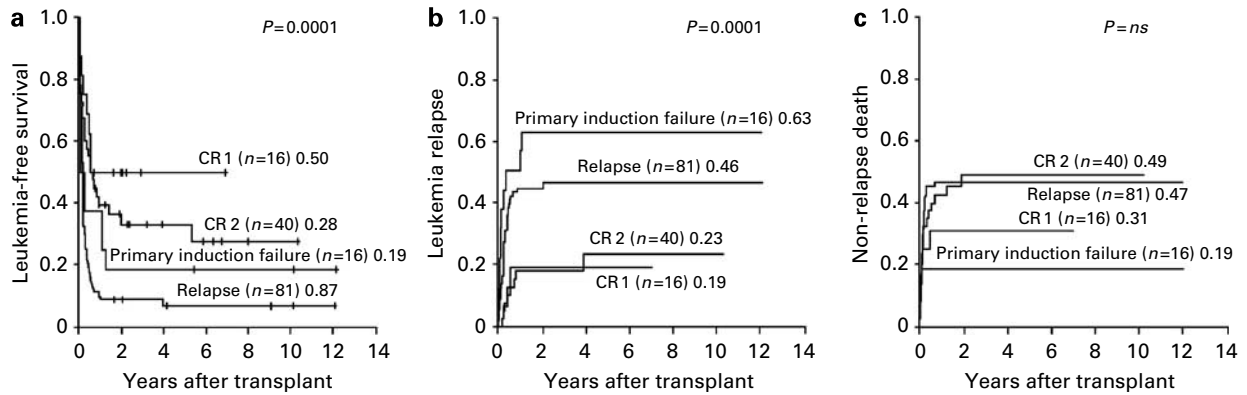 a
P=0.0001
Leukemia-free survival
1.0
0.8
0.6
0.4
0.2
0
CR 1 (n=16) 0.50
CR 2 (n=40) 0.28
Primary induction failure (n=16) 0.19
Relapse (n=81) 0.87
0 2 4 6 8 10 12 14
Years after transplant
b
P=0.0001
Leukemia relapse
1.0
0.8
0.6
0.4
0.2
0
Primary induction failure (n=16) 0.63
Relapse (n=81) 0.46
CR 2 (n=40) 0.23
CR 1 (n=16) 0.19
0 2 4 6 8 10 12 14
Years after transplant
c
P=ns
Non-relapse death
1.0
0.8
0.6
0.4
0.2
0
CR 2 (n=40) 0.49
Relapse (n=81) 0.47
CR 1 (n=16) 0.31
Primary induction failure (n=16) 0.19
0 2 4 6 8 10 12 14
Years after transplant